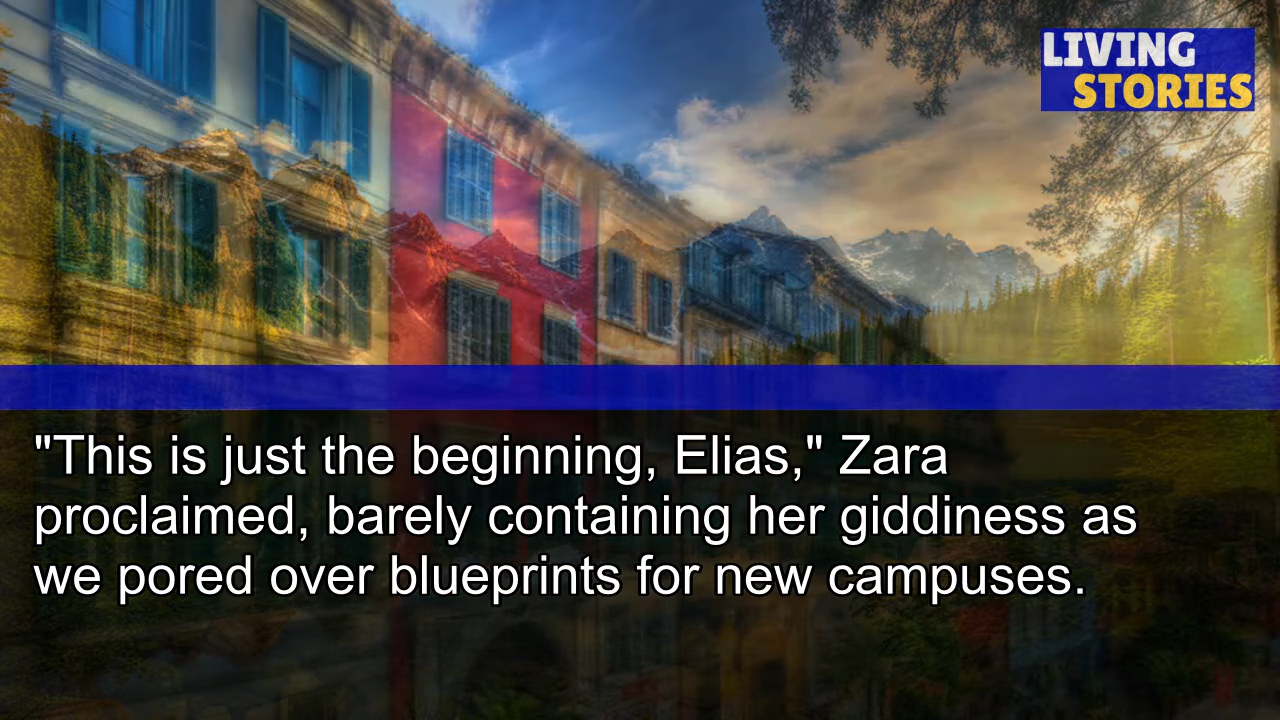 LIVING
STORIES
"This is just the beginning, Elias," Zara
proclaimed, barely containing her giddiness as
we pored over blueprints for new campuses.